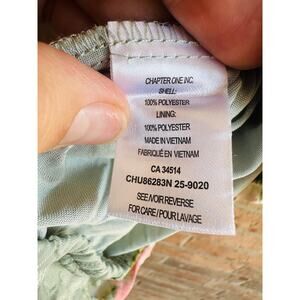 CHAPTER ONE INC.
SHELL:
100% POLYESTER
LINING:
100% POLYESTER
MADE IN VIETNAM
FABRIQUÉ EN VIETNAM
CA 34514
CHU86283N 25-9020
SEE/VOIR REVERSE
FOR CARE/POUR LAVAGE